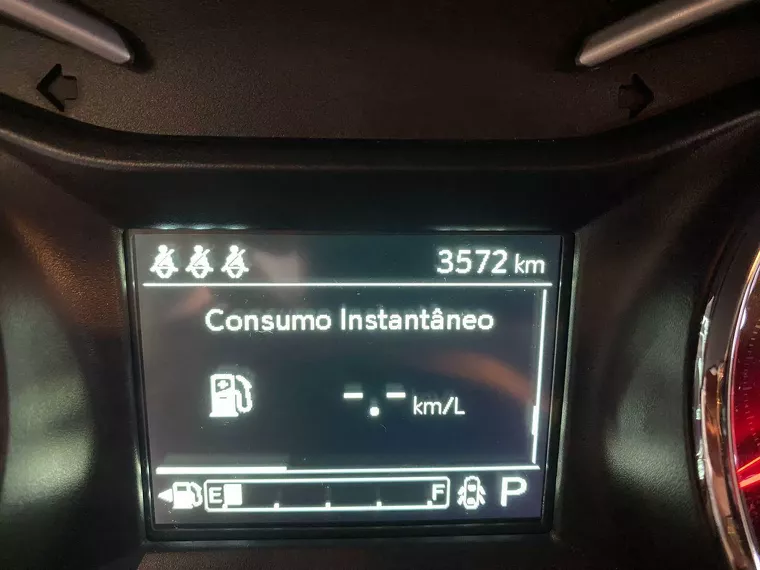 3572 km
Consumo Instantâneo
-.- km/L
E F P